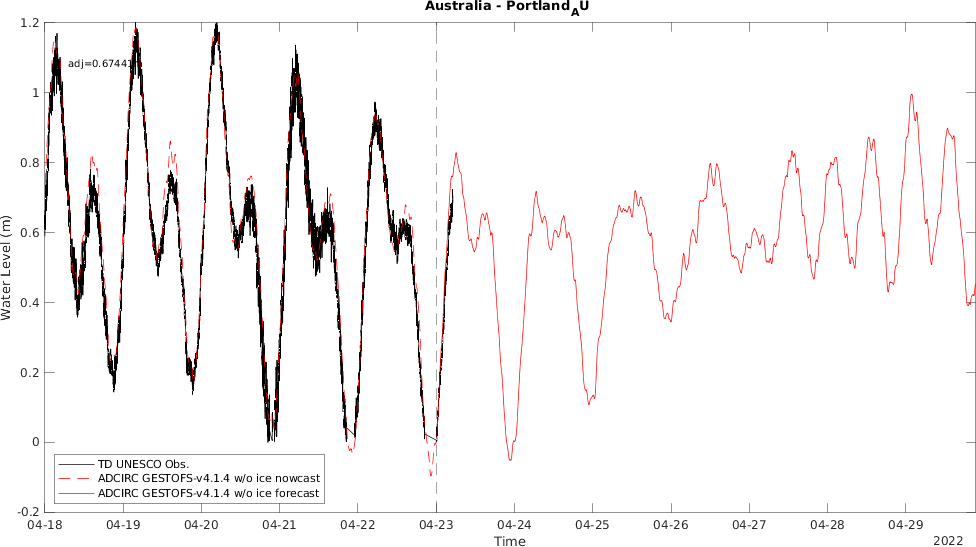 Australia - Portland_AU
1.2
1
0.8
0.6
0.4
0.2
0
-0.2
Water Level (m)
adj=0.67441
TD UNESCO Obs.
ADCIRC GESTOFS-v4.1.4 w/o ice nowcast
ADCIRC GESTOFS-v4.1.4 w/o ice forecast
04-18 04-19 04-20 04-21 04-22 04-23 04-24 04-25 04-26 04-27 04-28 04-29
Time
2022